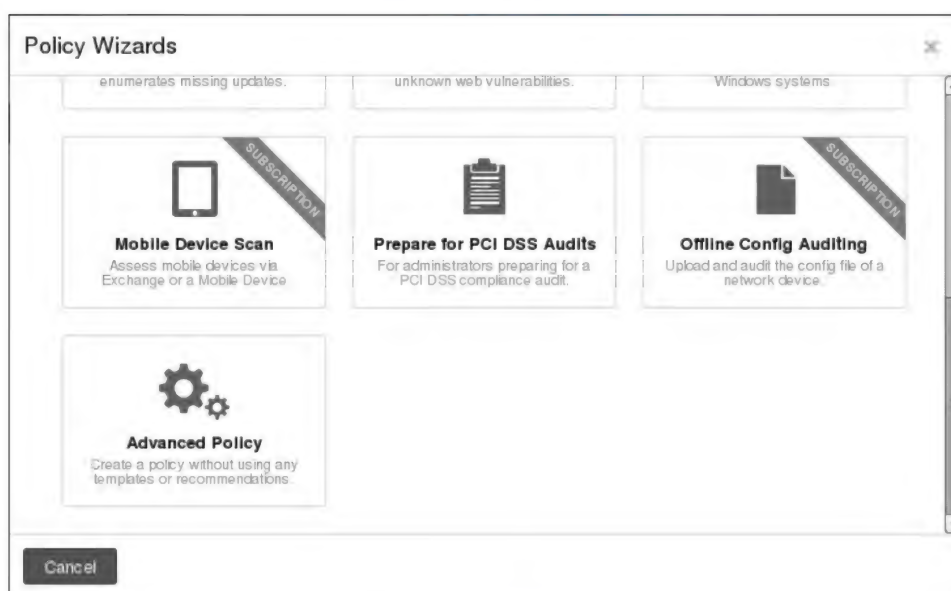 Policy Wizards
enumerates missing updates.
unknown web vulnerabilities.
Windows systems
SUBSCRIPTION
Mobile Device Scan
Assess mobile devices via
Exchange or a Mobile Device
Prepare for PCI DSS Audits
For administrators preparing for a
PCI DSS compliance audit.
SUBSCRIPTION
Offline Config Auditing
Upload and audit the config file of a
network device.
Advanced Policy
Create a policy without using any
templates or recommendations.
Cancel